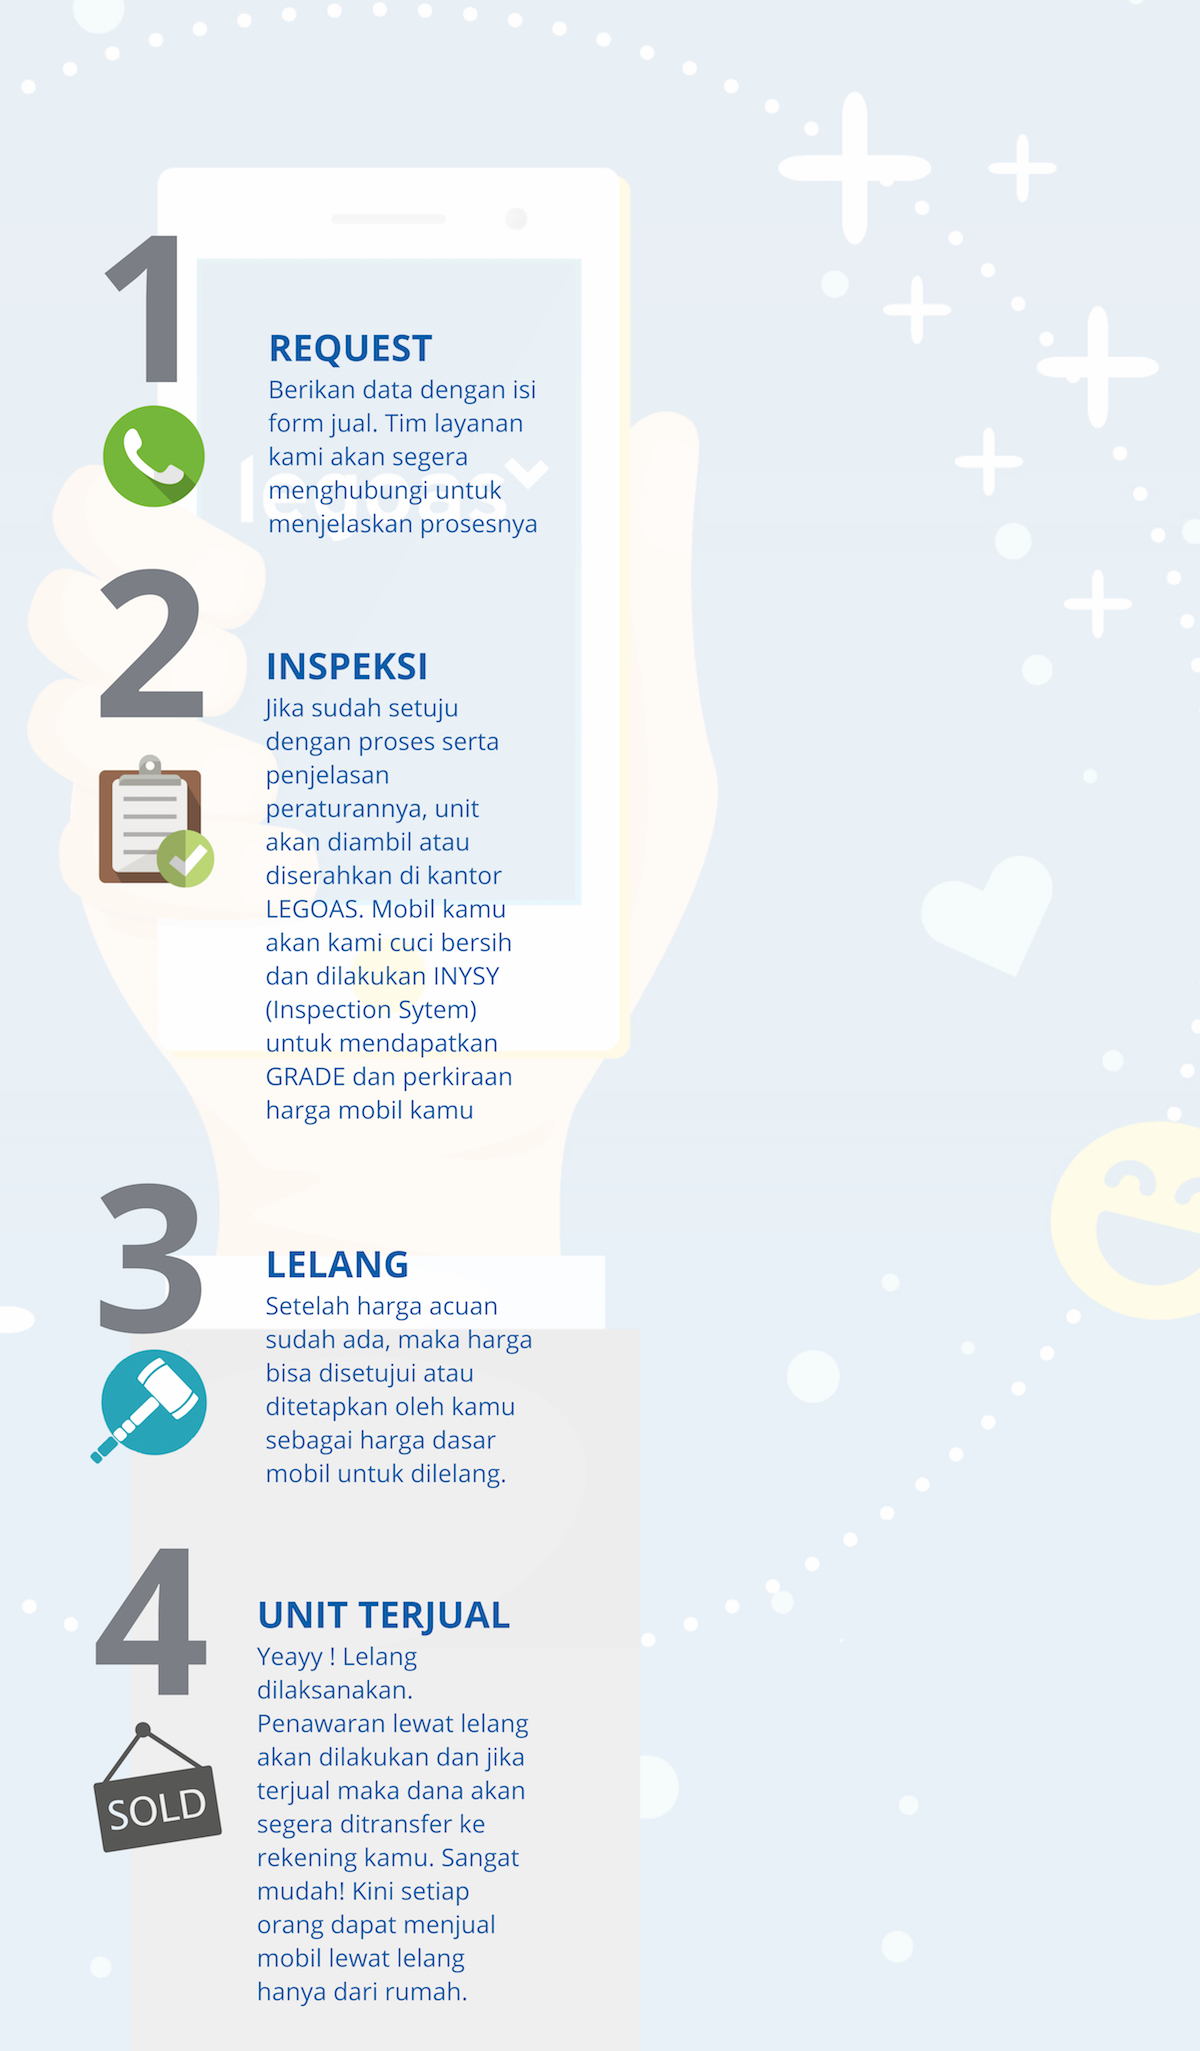 1
REQUEST
Berikan data dengan isi
form jual. Tim layanan
kami akan segera
menghubungi untuk
menjelaskan prosesnya
legoas
2
INSPEKSI
Jika sudah setuju
dengan proses serta
penjelasan
peraturannya, unit
akan diambil atau
diserahkan di kantor
LEGOAS. Mobil kamu
akan kami cuci bersih
dan dilakukan INYSY
(Inspection Sytem)
untuk mendapatkan
GRADE dan perkiraan
harga mobil kamu
3
LELANG
Setelah harga acuan
sudah ada, maka harga
bisa disetujui atau
ditetapkan oleh kamu
sebagai harga dasar
mobil untuk dilelang.
4
UNIT TERJUAL
Yeayy ! Lelang
dilaksanakan.
Penawaran lewat lelang
akan dilakukan dan jika
terjual maka dana akan
segera ditransfer ke
rekening kamu. Sangat
mudah! Kini setiap
orang dapat menjual
mobil lewat lelang
hanya dari rumah.
SOLD